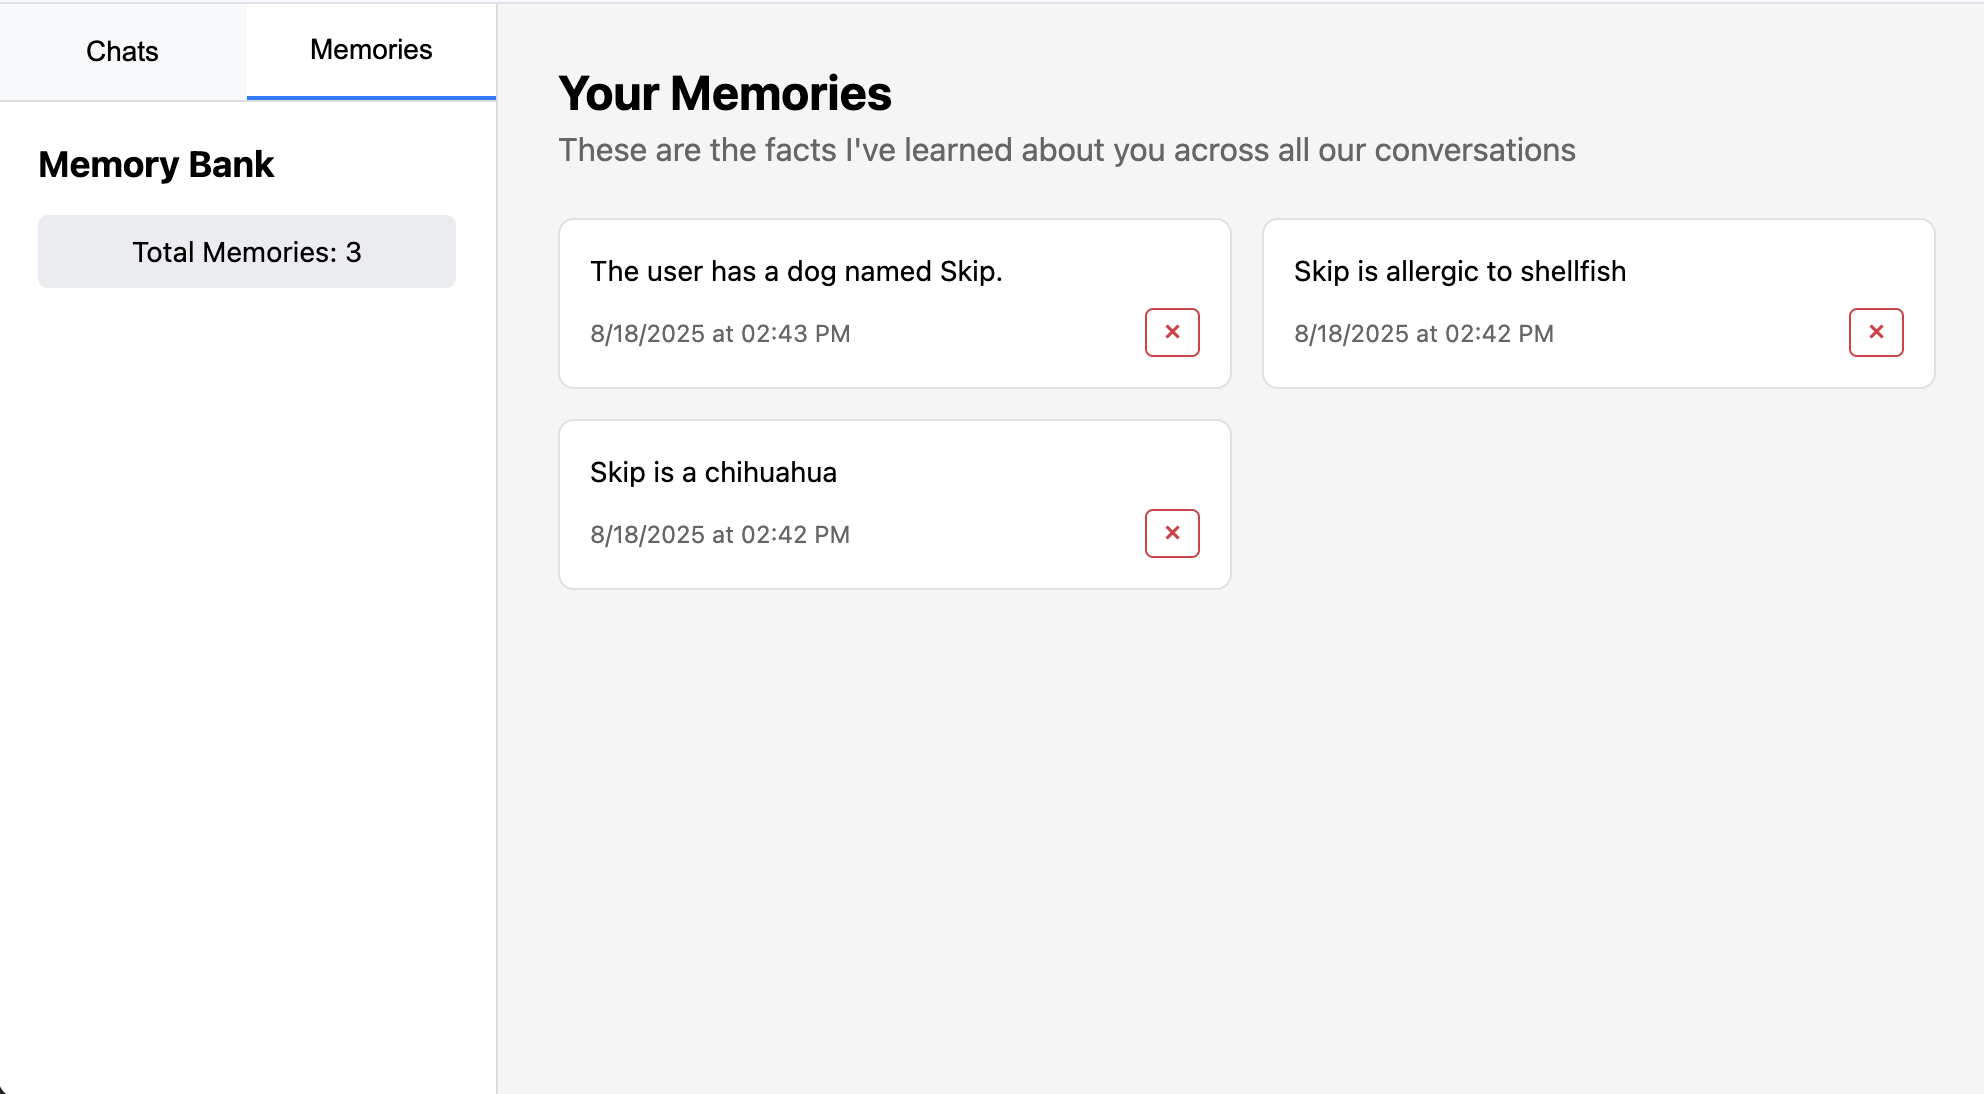 Chats
Memories
Memory Bank
Total Memories: 3
Your Memories
These are the facts I've learned about you across all our conversations
The user has a dog named Skip.
8/18/2025 at 02:43 PM
×
Skip is allergic to shellfish
8/18/2025 at 02:42 PM
×
Skip is a chihuahua
8/18/2025 at 02:42 PM
×